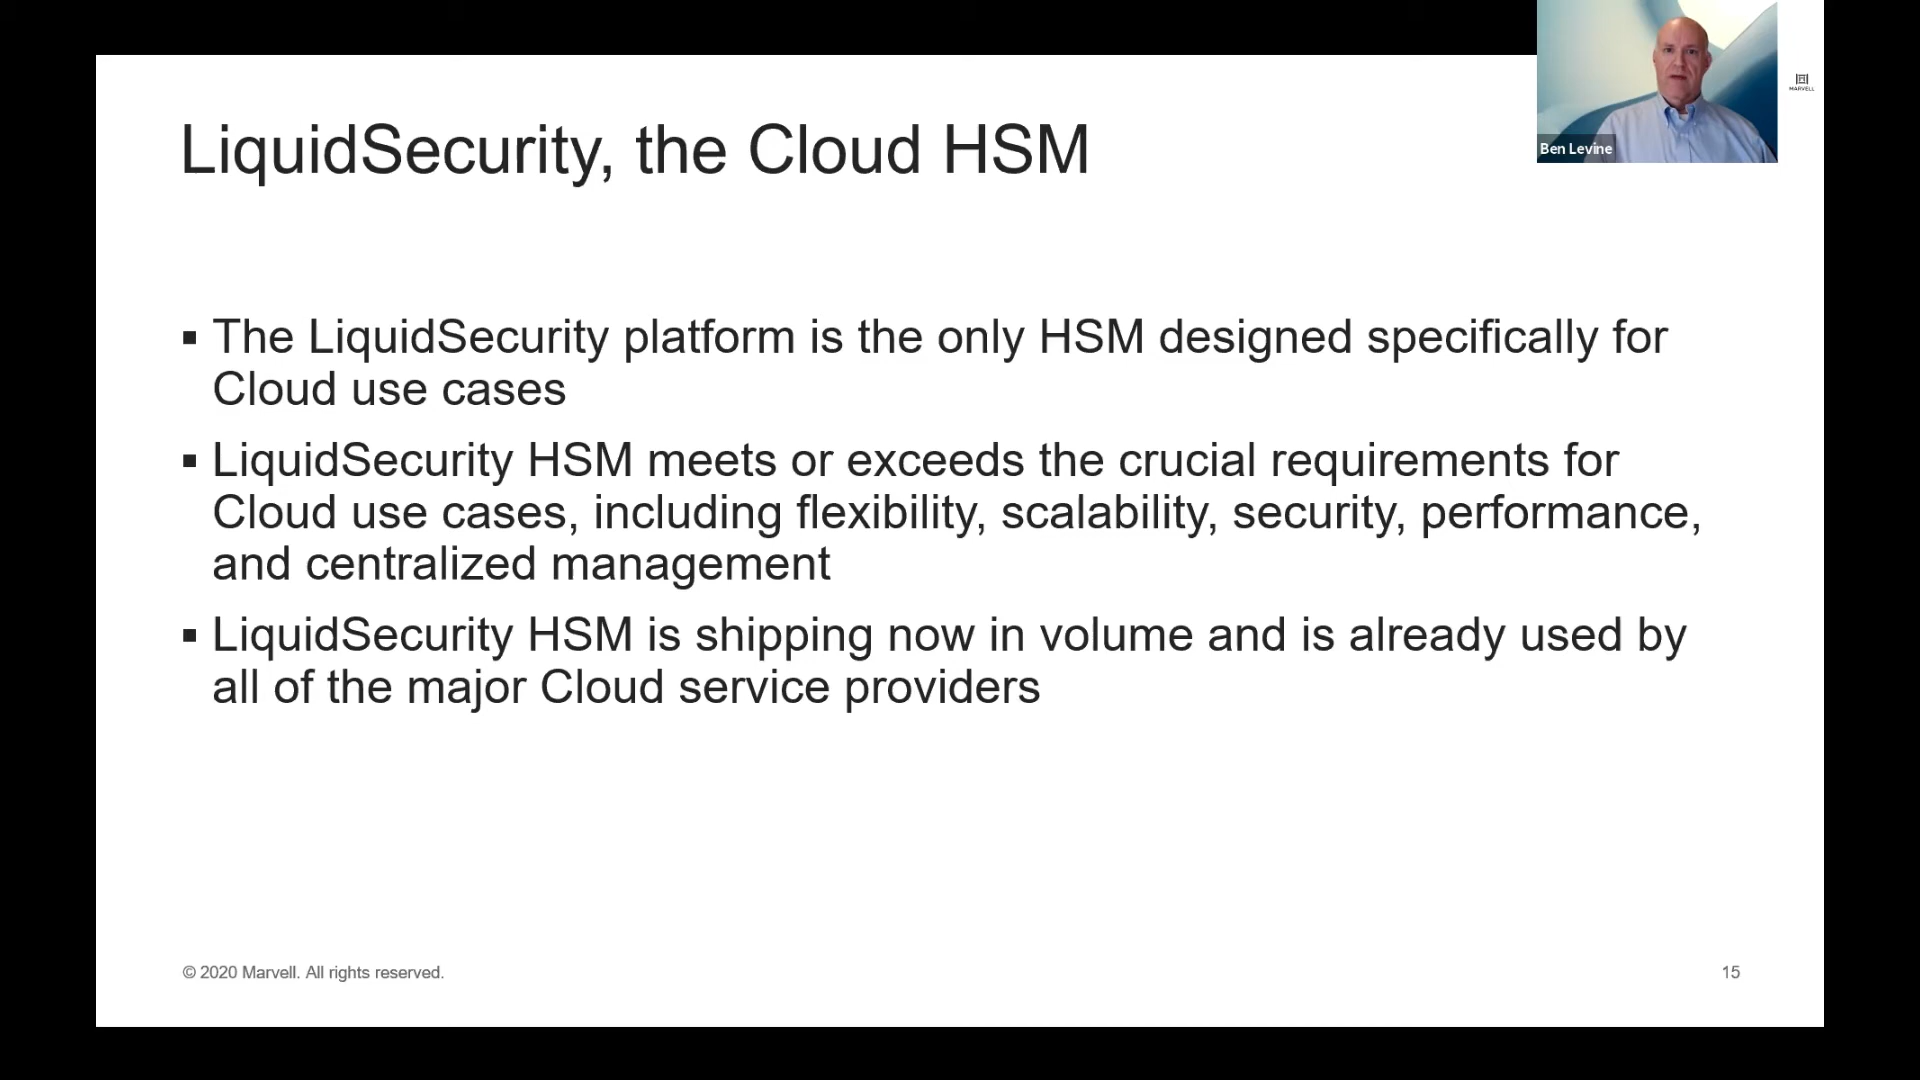 LiquidSecurity, the Cloud HSM
MARVELL
Ben Levine
▪ The LiquidSecurity platform is the only HSM designed specifically for
Cloud use cases
▪ LiquidSecurity HSM meets or exceeds the crucial requirements for
Cloud use cases, including flexibility, scalability, security, performance,
and centralized management
▪ LiquidSecurity HSM is shipping now in volume and is already used by
all of the major Cloud service providers
© 2020 Marvell. All rights reserved.
15